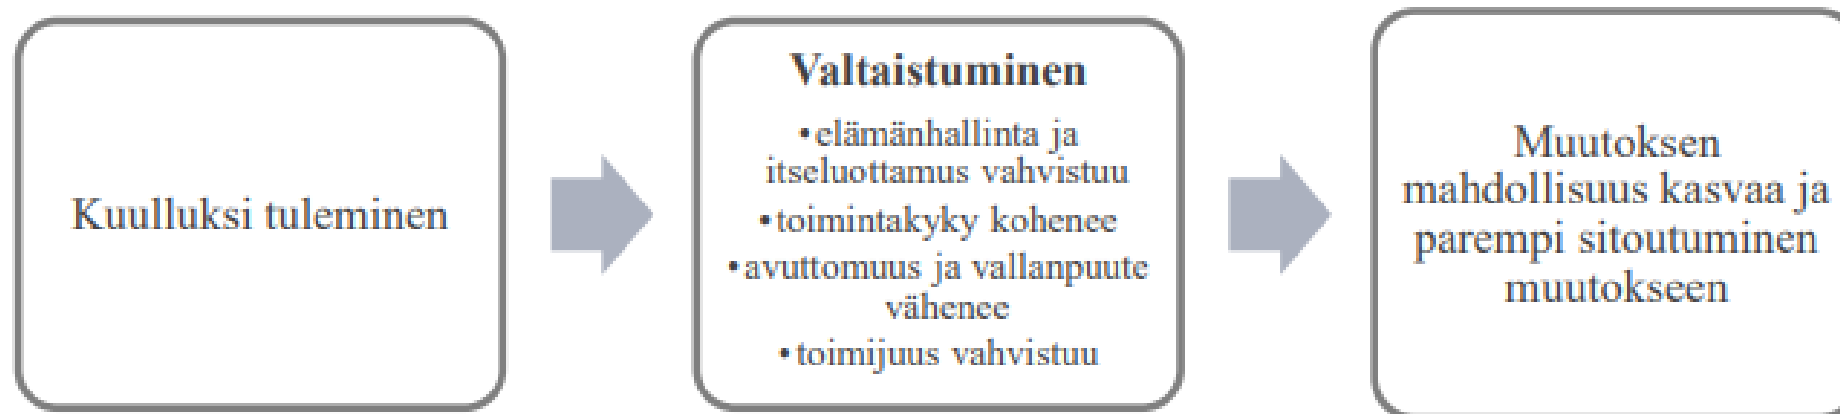 Kuulluksi tuleminen
Valtaistuminen
•elämänhallinta ja
itseluottamus vahvistuu
•toimintakyky kohenee
•avuttomuus ja vallanpuute
vähenee
•toimijuus vahvistuu
Muutoksen
mahdollisuus kasvaa ja
parempi sitoutuminen
muutokseen